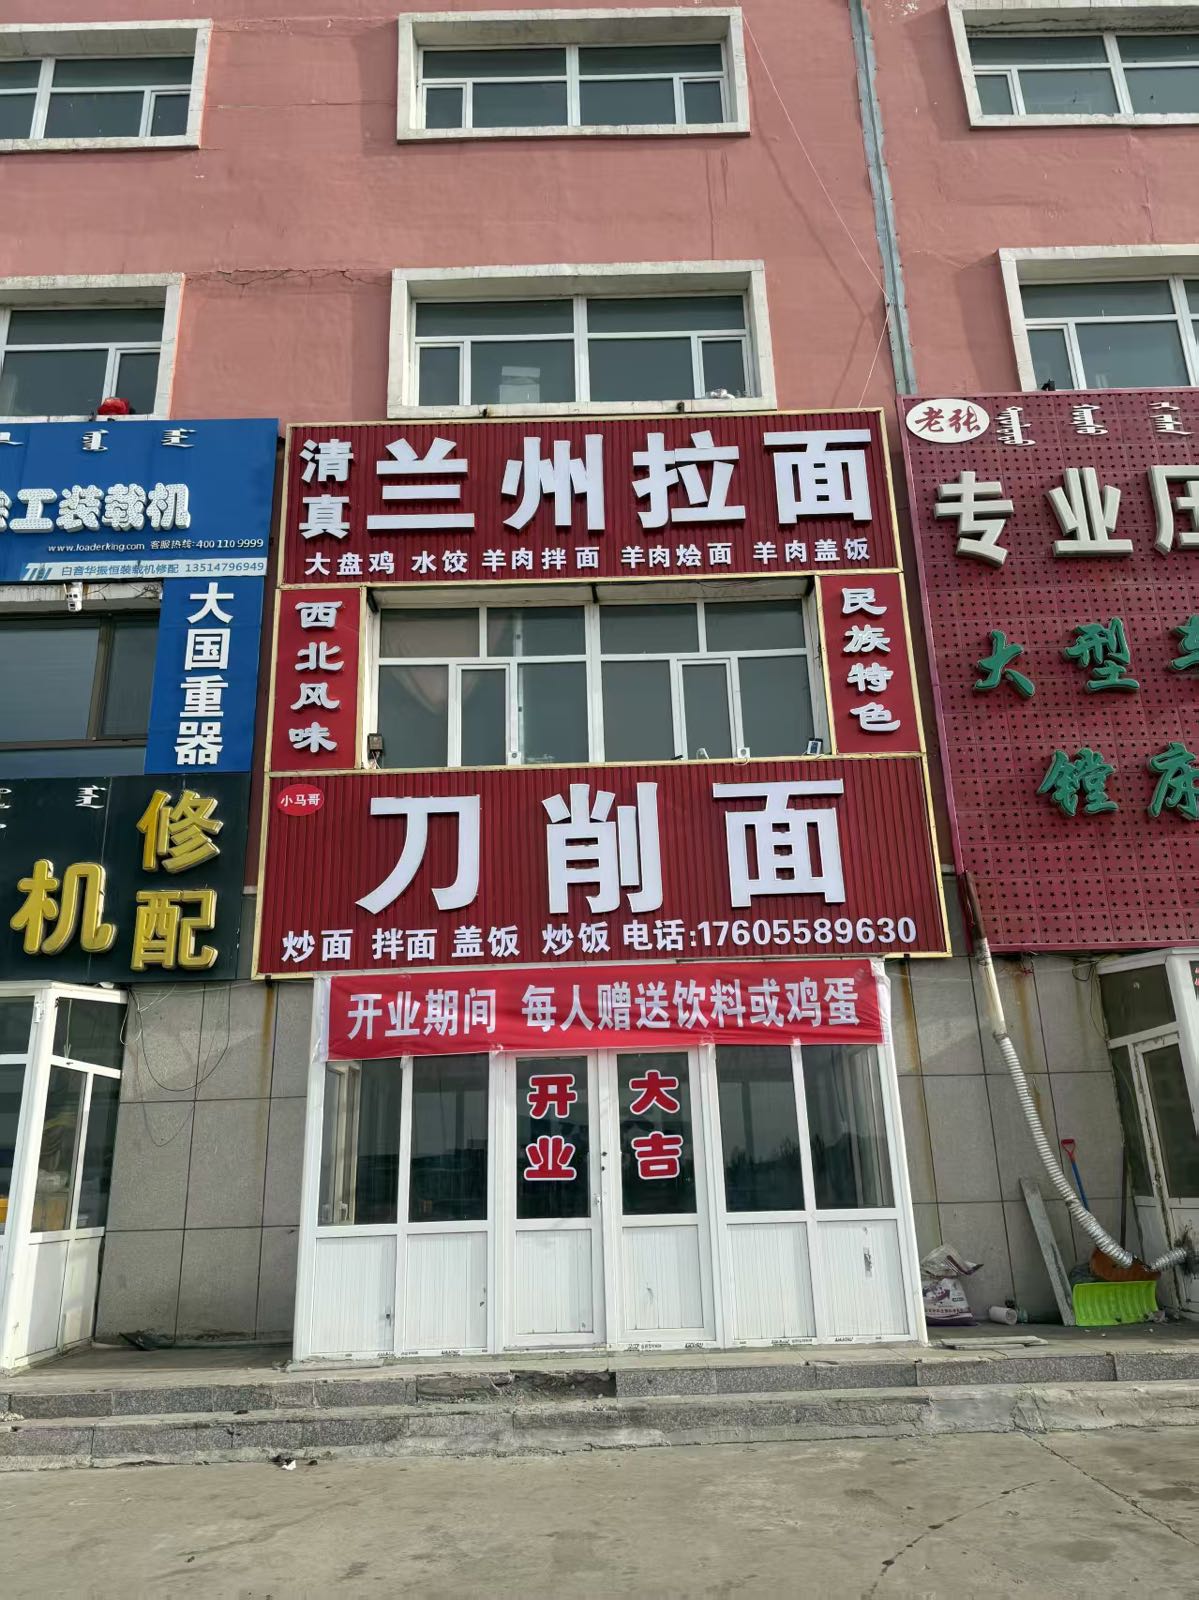 工装载机
www.loaderking.com 客服热线:400 110 9999
白音华振恒装载机修配 13514796949
大国重器
修配
机
清真
兰州拉面
大盘鸡 水饺 羊肉拌面 羊肉烩面 羊肉盖饭
西北风味
民族特色
小马哥
刀削面
炒面 拌面 盖饭 炒饭 电话:17605589630
开业期间 每人赠送饮料或鸡蛋
开业
大吉
老张
专业压
大型
镗床